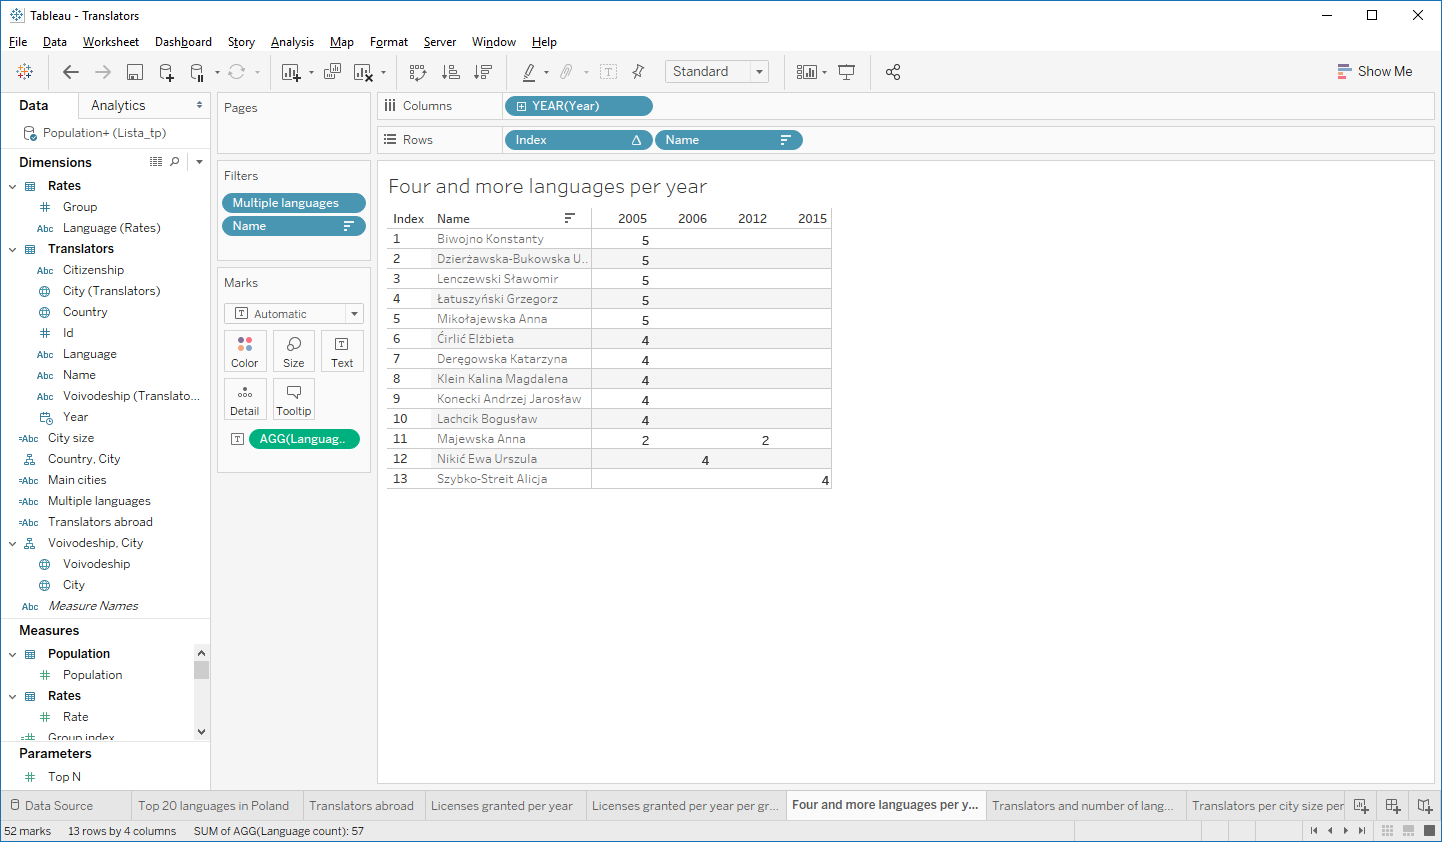 Tableau - Translators
File Data Worksheet Dashboard Story Analysis Map Format Server Window Help
Standard
Show Me
Data Analytics
Population+ (Lista_tp)
Dimensions
Rates
# Group
Abc Language (Rates)
Translators
Abc Citizenship
City (Translators)
Country
# Id
Abc Language
Abc Name
Abc Voivodeship (Translato...
Year
=Abc City size
Country, City
=Abc Main cities
=Abc Multiple languages
=Abc Translators abroad
Voivodeship, City
Voivodeship
City
Abc Measure Names
Measures
Population
# Population
Rates
# Rate
=# Group index
Parameters
# Top N
Pages
Filters
Multiple languages
Name
Marks
T Automatic
Color Size Text
Detail Tooltip
T AGG(Languag..
Columns YEAR(Year)
Rows Index Name
Four and more languages per year
Index Name 2005 2006 2012 2015
1 Biwojno Konstanty 5
2 Dzierżawska-Bukowska U.. 5
3 Lenczewski Sławomir 5
4 Łatuszyński Grzegorz 5
5 Mikołajewska Anna 5
6 Ćirlić Elżbieta 4
7 Deręgowska Katarzyna 4
8 Klein Kalina Magdalena 4
9 Konecki Andrzej Jarosław 4
10 Lachcik Bogusław 4
11 Majewska Anna 2 2
12 Nikić Ewa Urszula 4
13 Szybko-Streit Alicja 4
Data Source Top 20 languages in Poland Translators abroad Licenses granted per year Licenses granted per year per gr... Four and more languages per y... Translators and number of lang... Translators per city size per
52 marks 13 rows by 4 columns SUM of AGG(Language count): 57